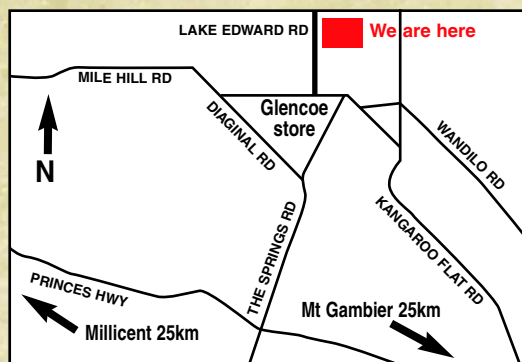 LAKE EDWARD RD
We are here
MILE HILL RD
Glencoe
store
DIAGINAL RD
WANDILO RD
N
KANGAROO FLAT RD
THE SPRINGS RD
PRINCES HWY
Mt Gambier 25km
Millicent 25km